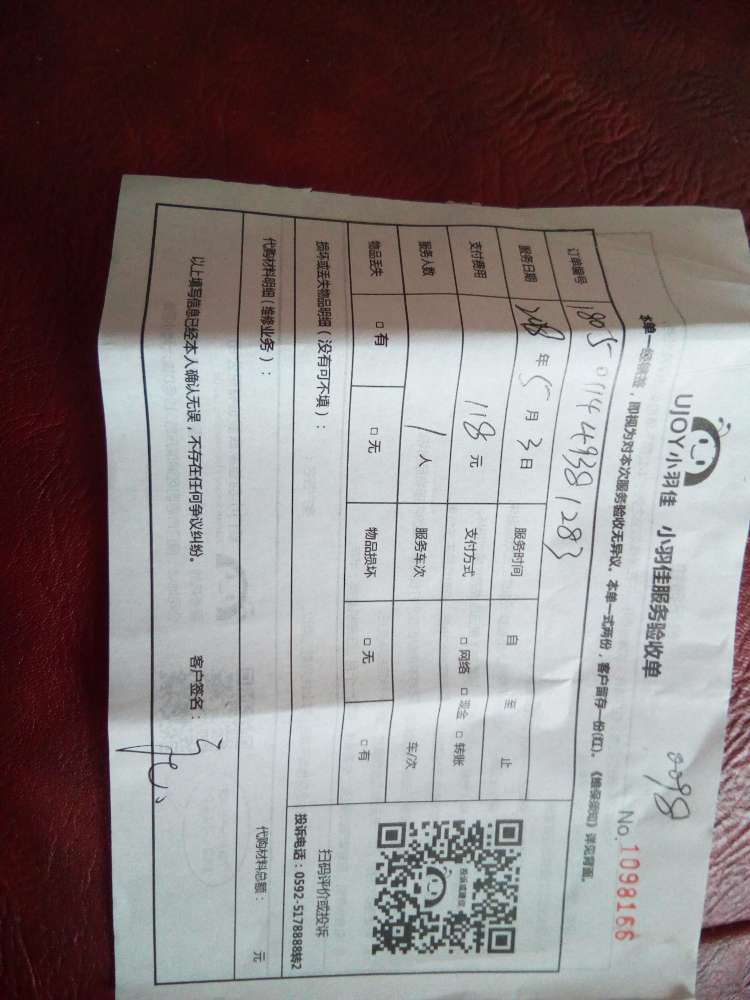 UJOY小羽佳 小羽佳服务验收单
No.1098166
本单一经销签，即视为对本次服务验收无异议，本单一式两份，客户留存一份(红)。《维保须知》详见背面。
订单编号
服务日期 年 5 月 3 日 服务时间 自 至 止
支付费用 118 元 支付方式 □ 网络 □ 现金 □ 转账
服务人数 1 人 服务车次 车/次
物品丢失 □ 有 □ 无 物品损坏 □ 无 □ 有
损坏或丢失物品明细（没有可不填）：
投诉或建议
扫码评价或投诉
投诉电话：0592-5178888转2
代购材料明细（维修业务）：
代购材料总额： 元
以上填写信息已经本人确认无误，不存在任何争议纠纷。
客户签名：